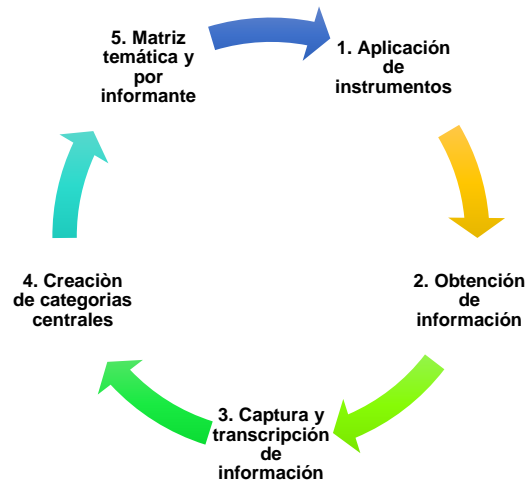 1. Aplicación
de
instrumentos
2. Obtención
de
información
3. Captura y
transcripción
de
información
4. Creaciòn
de categorias
centrales
5. Matriz
temática y
por
informante